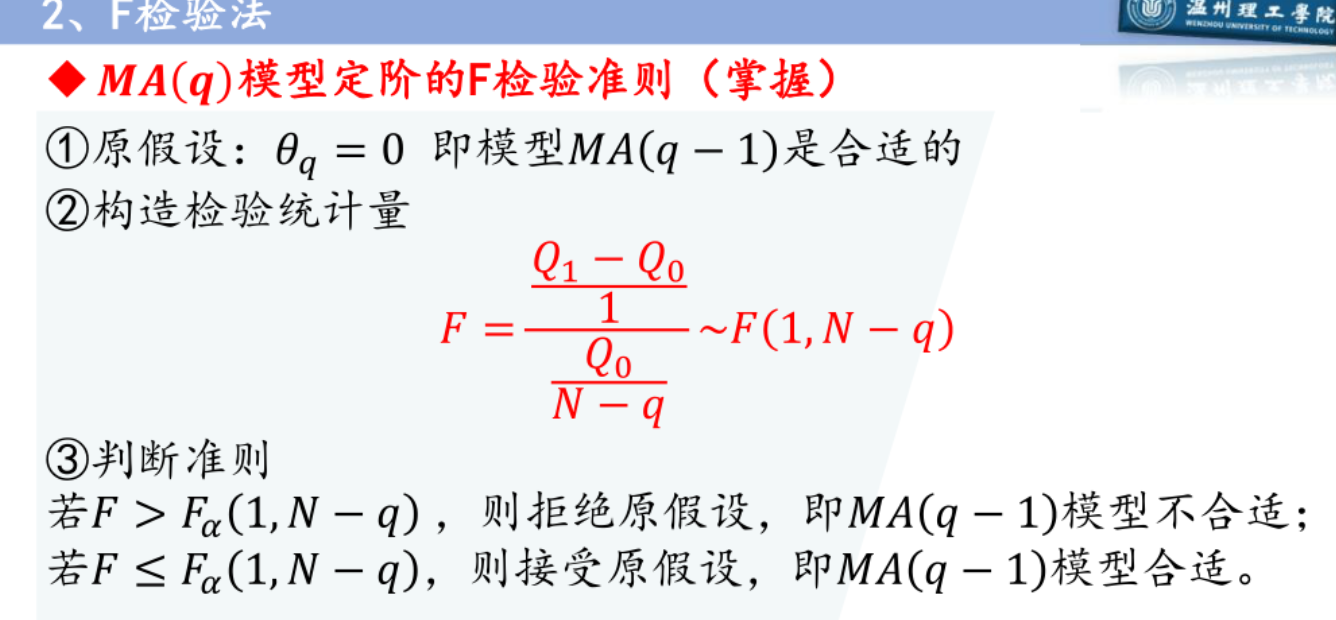 2、F检验法
温州理工學院
WENZHOU UNIVERSITY OF TECHNOLOGY
◆ MA(q)模型定阶的F检验准则（掌握）
①原假设：θ_q = 0 即模型MA(q − 1)是合适的
②构造检验统计量
F = ((Q_1 − Q_0)/1)/(Q_0/(N − q)) ~F(1, N − q)
③判断准则
若F > F_α(1, N − q)，则拒绝原假设，即MA(q − 1)模型不合适；
若F ≤ F_α(1, N − q)，则接受原假设，即MA(q − 1)模型合适。